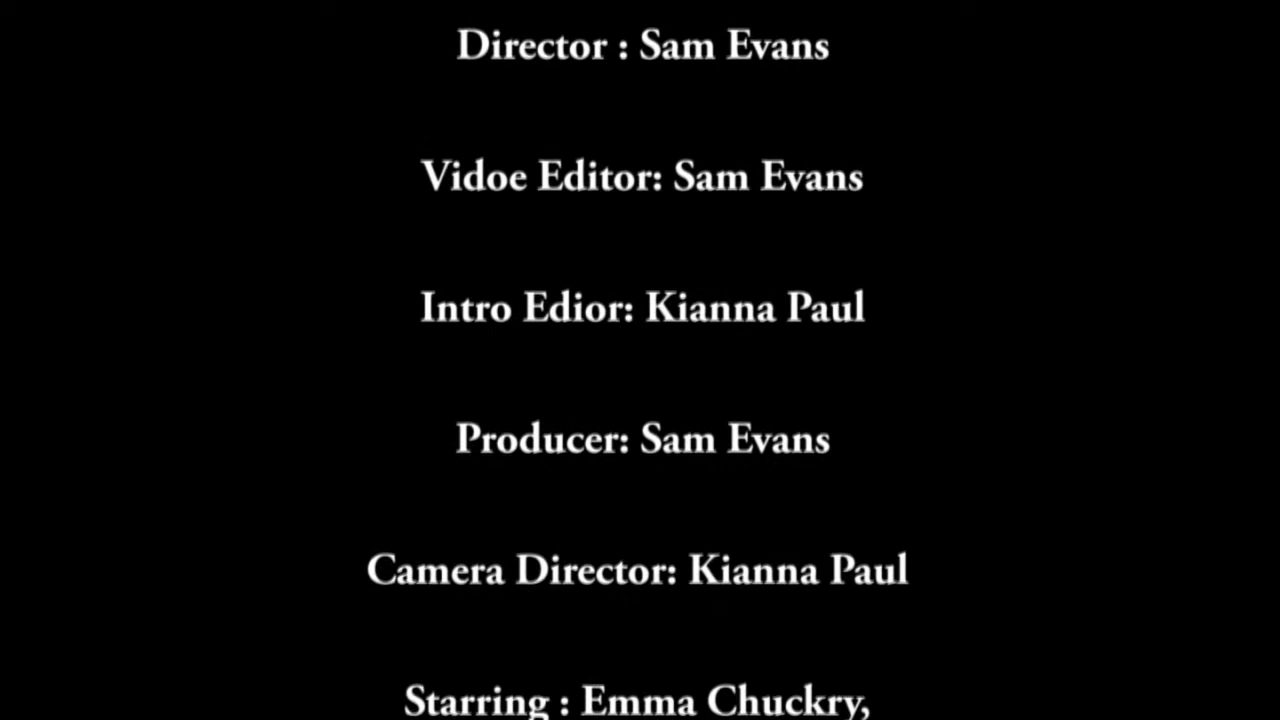 Director : Sam Evans
Vidoe Editor: Sam Evans
Intro Edior: Kianna Paul
Producer: Sam Evans
Camera Director: Kianna Paul
Starring : Emma Chuckry,